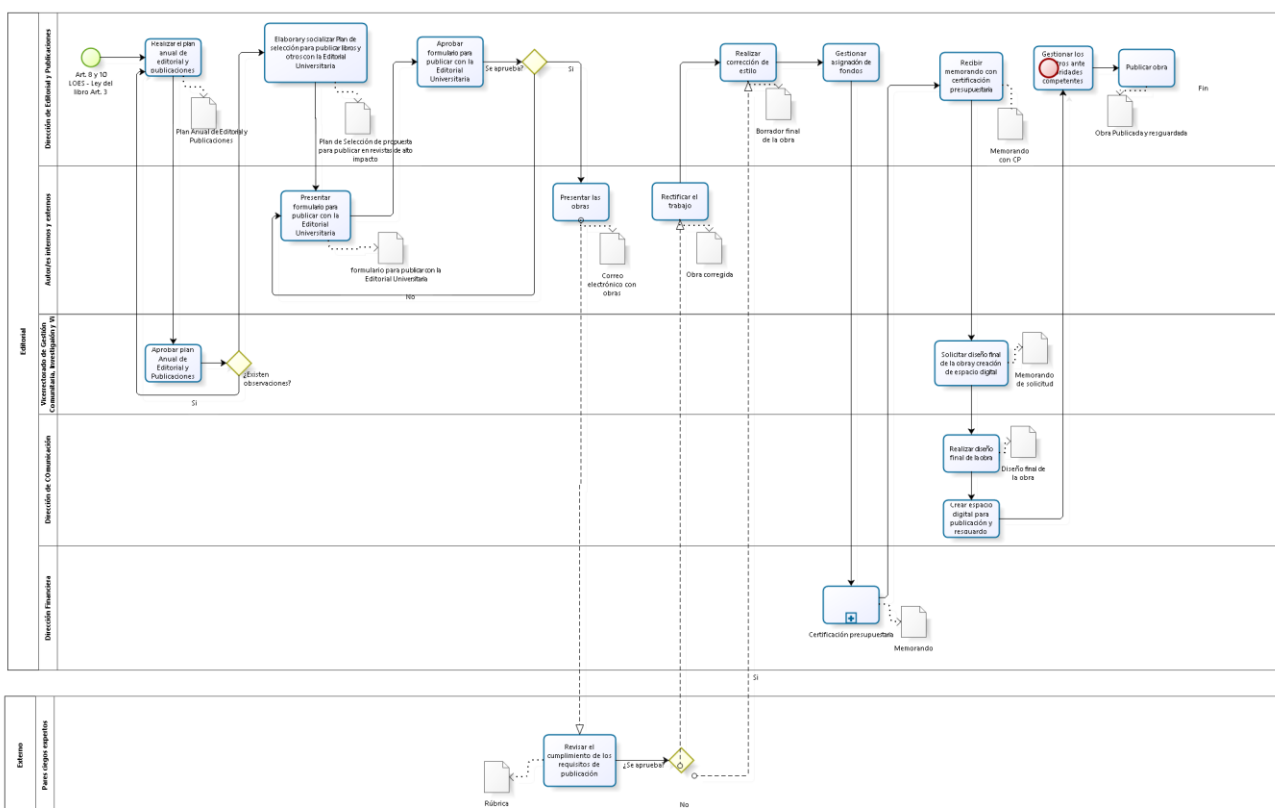 Editorial
Dirección de Editorial y Publicaciones
Art. 8 y 10
LOES - Ley del
libro Art. 3
Realizar el plan
anual de
editorial y
publicaciones
Plan Anual de Editorial y
Publicaciones
Elaborar y socializar Plan de
selección para publicar libros y
otros con la Editorial
Universitaria
Plan de Selección de propuesta
para publicar en revistas de alto
impacto
Aprobar
formulario para
publicar con la
Editorial
Universitaria
Se aprueba?
Si
Realizar
corrección de
estilo
Borrador final
de la obra
Gestionar
asignación de
fondos
Recibir
memorando con
certificación
presupuestaria
Memorando
con CP
Gestionar los
ante
competentes
Publicar obra
Obra Publicada y resguardada
Fin
Autor/es internos y externos
Presentar
formulario para
publicar con la
Editorial
Universitaria
formulario para publicar con la
Editorial Universitaria
No
Presentar las
obras
Correo
electrónico con
obras
Rectificar el
trabajo
Obra corregida
Vicerrectorado de Gestión
Comunitaria, Investigación y Vi
Aprobar plan
Anual de
Editorial y
Publicaciones
¿Existen
observaciones?
Si
Solicitar diseño final
de la obra y creación
de espacio digital
Memorando
de solicitud
Dirección de COmunicación
Realizar diseño
final de la obra
Diseño final de
la obra
Crear espacio
digital para
publicación y
resguardo
Dirección Financiera
Certificación presupuestaria
Memorando
Si
Externo
Pares ciegos expertos
Revisar el
cumplimiento de los
requisitos de
publicación
Rúbrica
¿Se aprueba?
No